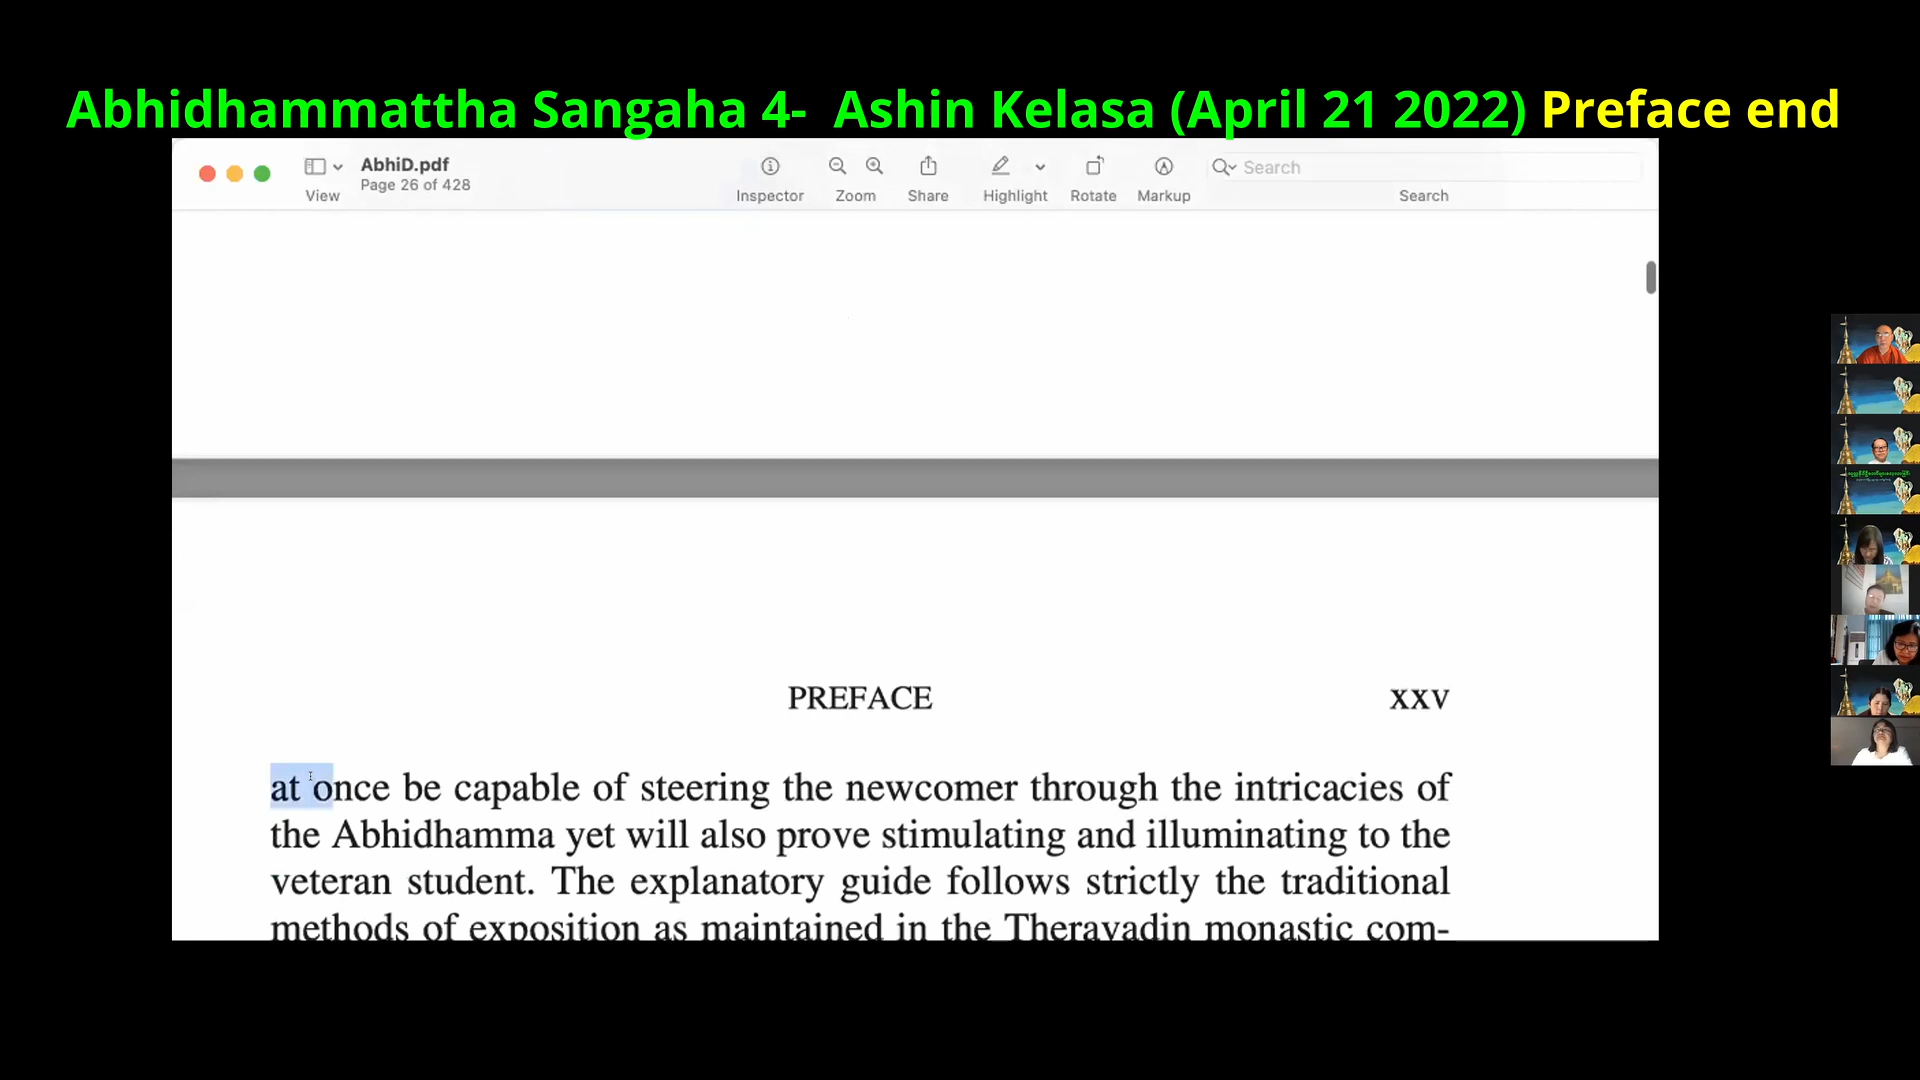 Abhidhammattha Sangaha 4- Ashin Kelasa (April 21 2022) Preface end
AbhiD.pdf
Page 26 of 428
View
Inspector
Zoom
Share
Highlight
Rotate
Markup
Search
Search
PREFACE xxv
at once be capable of steering the newcomer through the intricacies of
the Abhidhamma yet will also prove stimulating and illuminating to the
veteran student. The explanatory guide follows strictly the traditional
methods of exposition as maintained in the Theravadin monastic com-